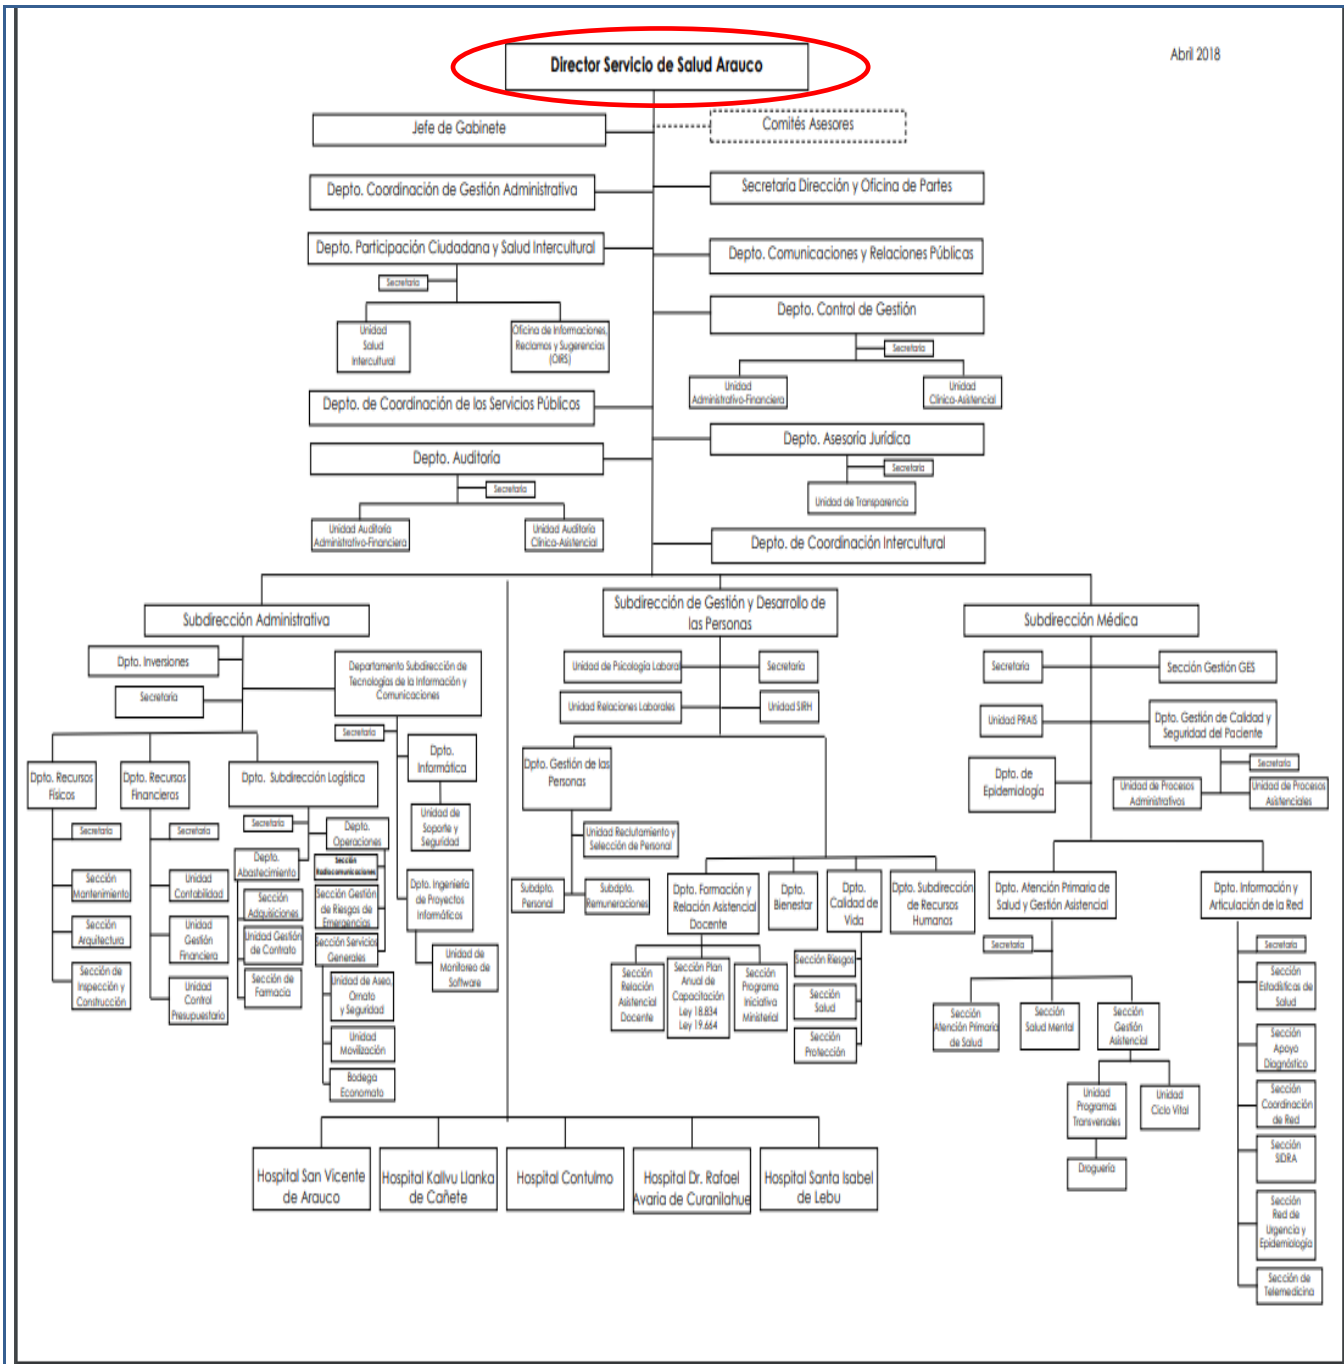 Abril 2018
Director Servicio de Salud Arauco
Jefe de Gabinete
Comités Asesores
Depto. Coordinación de Gestión Administrativa
Secretaría Dirección y Oficina de Partes
Depto. Participación Ciudadana y Salud Intercultural
Depto. Comunicaciones y Relaciones Públicas
Secretaría
Unidad
Salud
Intercultural
Oficina de Informaciones,
Reclamos y Sugerencias
(OIRS)
Depto. Control de Gestión
Secretaría
Unidad
Administrativo-Financiera
Unidad
Clínico-Asistencial
Depto. de Coordinación de los Servicios Públicos
Depto. Asesoría Jurídica
Secretaría
Unidad de Transparencia
Depto. Auditoría
Secretaría
Unidad Auditoría
Administrativo-Financiera
Unidad Auditoría
Clínico-Asistencial
Depto. de Coordinación Intercultural
Subdirección Administrativa
Dpto. Inversiones
Secretaría
Departamento Subdirección de
Tecnologías de la Información y
Comunicaciones
Secretaría
Dpto.
Informática
Unidad de
Soporte y
Seguridad
Dpto. Ingeniería
de Proyectos
Informáticos
Unidad de
Monitoreo de
Software
Dpto. Recursos
Físicos
Secretaría
Sección
Mantenimiento
Sección
Arquitectura
Sección de
Inspección y
Construcción
Dpto. Recursos
Financieros
Secretaría
Unidad
Contabilidad
Unidad
Gestión
Financiera
Unidad
Control
Presupuestario
Dpto. Subdirección Logística
Secretaría
Depto.
Abastecimiento
Sección
Adquisiciones
Unidad Gestión
de Contrato
Sección de
Farmacia
Depto.
Operaciones
Sección
Radiocomunicaciones
Sección Gestión
de Riesgos de
Emergencias
Sección Servicios
Generales
Unidad de Aseo,
Ornato
y Seguridad
Unidad
Movilización
Bodega
Economato
Subdirección de Gestión y Desarrollo de
las Personas
Unidad de Psicología Laboral
Secretaría
Unidad Relaciones Laborales
Unidad SIRH
Dpto. Gestión de las
Personas
Unidad Reclutamiento y
Selección de Personal
Subdpto.
Personal
Subdpto.
Remuneraciones
Dpto. Formación y
Relación Asistencial
Docente
Sección
Relación
Asistencial
Docente
Sección Plan
Anual de
Capacitación
Ley 18.834
Ley 19.664
Sección
Programa
Iniciativa
Ministerial
Dpto.
Bienestar
Dpto.
Calidad de
Vida
Sección Riesgos
Sección
Salud
Sección
Protección
Dpto. Subdirección
de Recursos
Humanos
Subdirección Médica
Secretaría
Sección Gestión GES
Unidad PRAIS
Dpto. Gestión de Calidad y
Seguridad del Paciente
Secretaría
Unidad de Procesos
Administrativos
Unidad de Procesos
Asistenciales
Dpto. de
Epidemiología
Dpto. Atención Primaria de
Salud y Gestión Asistencial
Secretaría
Sección
Atención Primaria
de Salud
Sección
Salud Mental
Sección
Gestión
Asistencial
Unidad
Programas
Transversales
Unidad
Ciclo Vital
Droguería
Dpto. Información y
Articulación de la Red
Secretaría
Sección
Estadísticas de
Salud
Sección
Apoyo
Diagnóstico
Sección
Coordinación
de Red
Sección
SIDRA
Sección
Red de
Urgencia y
Epidemiología
Sección de
Telemedicina
Hospital San Vicente
de Arauco
Hospital Kallvu Llanka
de Cañete
Hospital Contulmo
Hospital Dr. Rafael
Avaria de Curanilahue
Hospital Santa Isabel
de Lebu